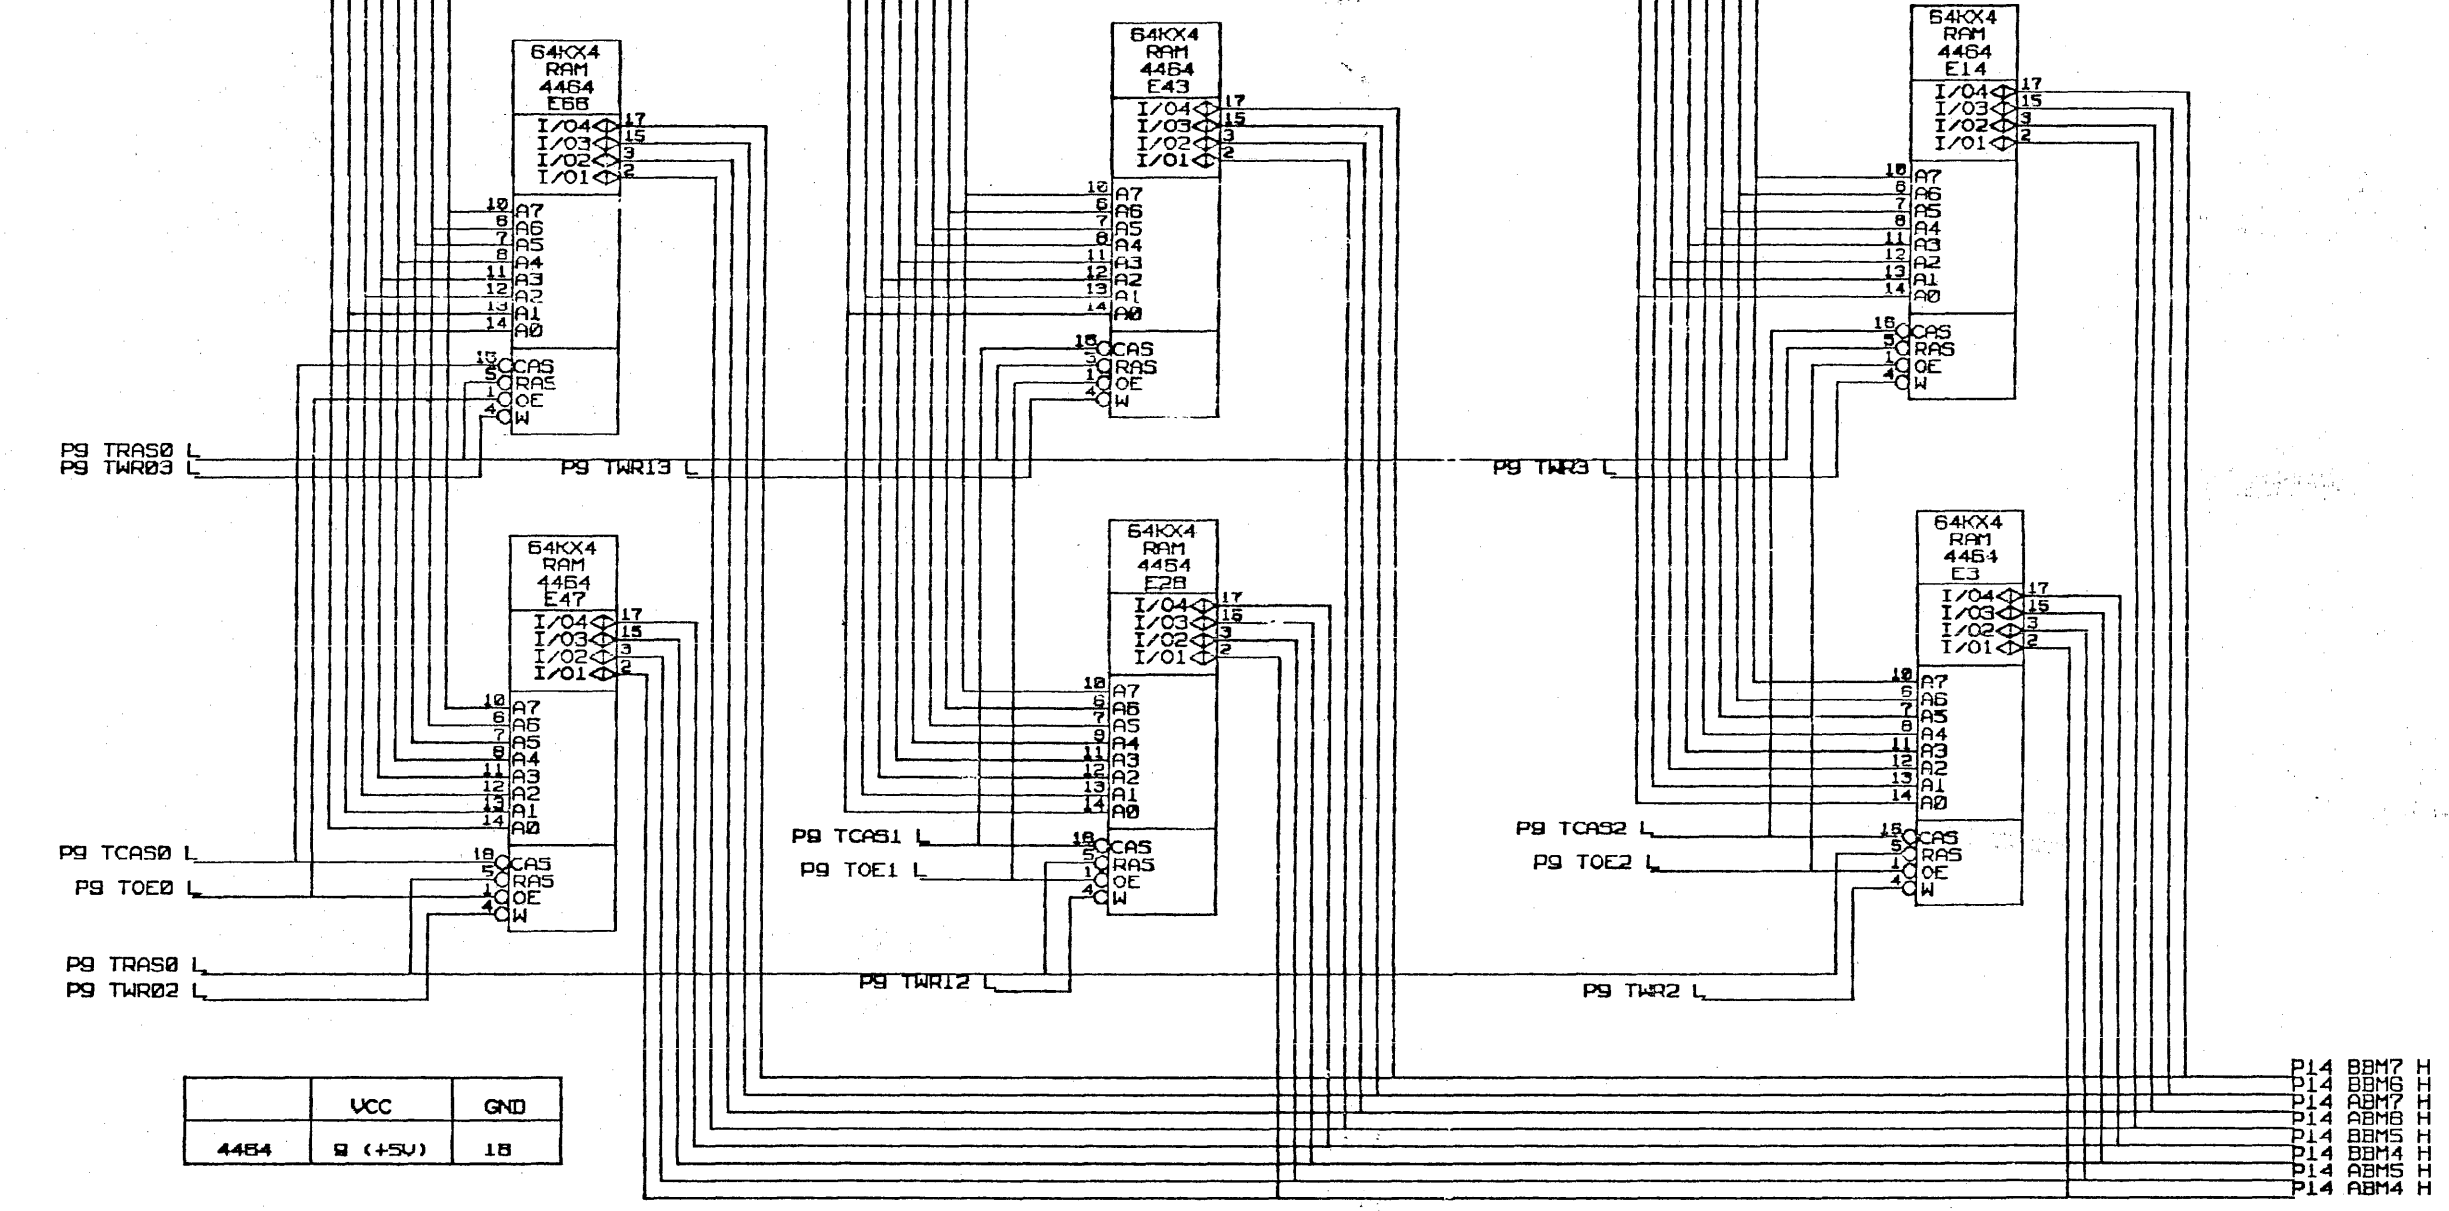 64KX4
RAM
4464
E66
I/O4 17
I/O3 15
I/O2 3
I/O1 2
10 A7
6 A6
7 A5
8 A4
11 A3
12 A2
13 A1
14 A0
16 CAS
5 RAS
1 OE
4 W
64KX4
RAM
4464
E43
I/O4 17
I/O3 15
I/O2 3
I/O1 2
10 A7
6 A6
7 A5
8 A4
11 A3
12 A2
13 A1
14 A0
16 CAS
5 RAS
1 OE
4 W
64KX4
RAM
4464
E14
I/O4 17
I/O3 15
I/O2 3
I/O1 2
10 A7
6 A6
7 A5
8 A4
11 A3
12 A2
13 A1
14 A0
16 CAS
5 RAS
1 OE
4 W
P9 TRAS0 L
P9 TWR03 L
P9 TWR13 L
P9 TWR3 L
64KX4
RAM
4464
E47
I/O4 17
I/O3 15
I/O2 3
I/O1 2
10 A7
6 A6
7 A5
8 A4
11 A3
12 A2
13 A1
14 A0
16 CAS
5 RAS
1 OE
4 W
P9 TCAS0 L
P9 TOE0 L
64KX4
RAM
4464
E28
I/O4 17
I/O3 15
I/O2 3
I/O1 2
10 A7
6 A6
7 A5
8 A4
11 A3
12 A2
13 A1
14 A0
16 CAS
5 RAS
1 OE
4 W
P9 TCAS1 L
P9 TOE1 L
64KX4
RAM
4464
E3
I/O4 17
I/O3 15
I/O2 3
I/O1 2
10 A7
6 A6
7 A5
8 A4
11 A3
12 A2
13 A1
14 A0
16 CAS
5 RAS
1 OE
4 W
P9 TCAS2 L
P9 TOE2 L
P9 TRAS0 L
P9 TWR02 L
P9 TWR12 L
P9 TWR2 L
VCC GND
4464 9 (+5V) 18
P14 BBM7 H
P14 BBM6 H
P14 ABM7 H
P14 ABM6 H
P14 BBM5 H
P14 BBM4 H
P14 ABM5 H
P14 ABM4 H